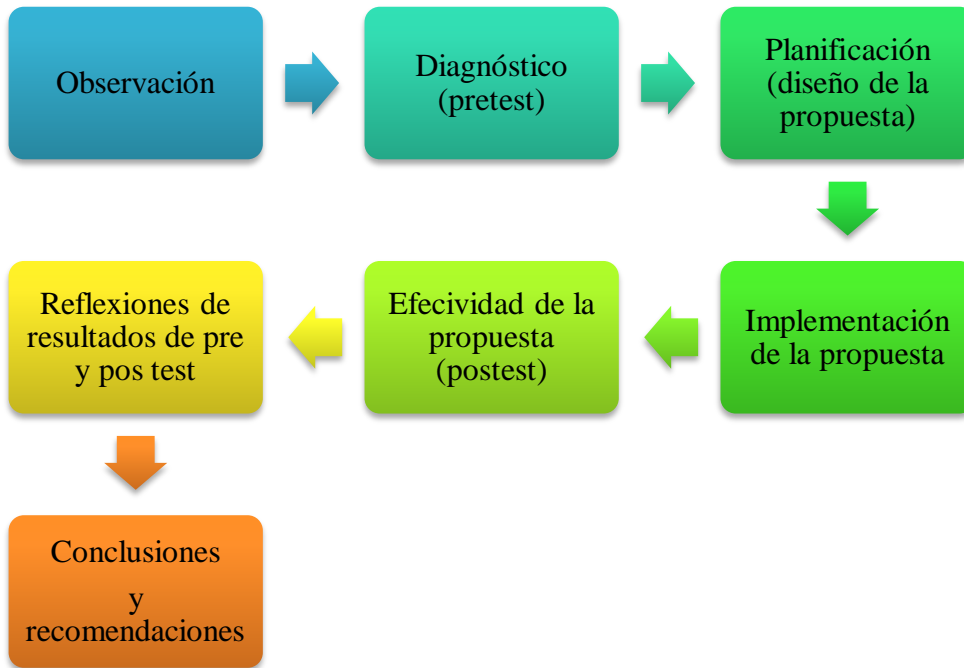 Observación
Diagnóstico
(pretest)
Planificación
(diseño de la
propuesta)
Implementación
de la propuesta
Efecividad de la
propuesta
(postest)
Reflexiones de
resultados de pre
y pos test
Conclusiones
y
recomendaciones